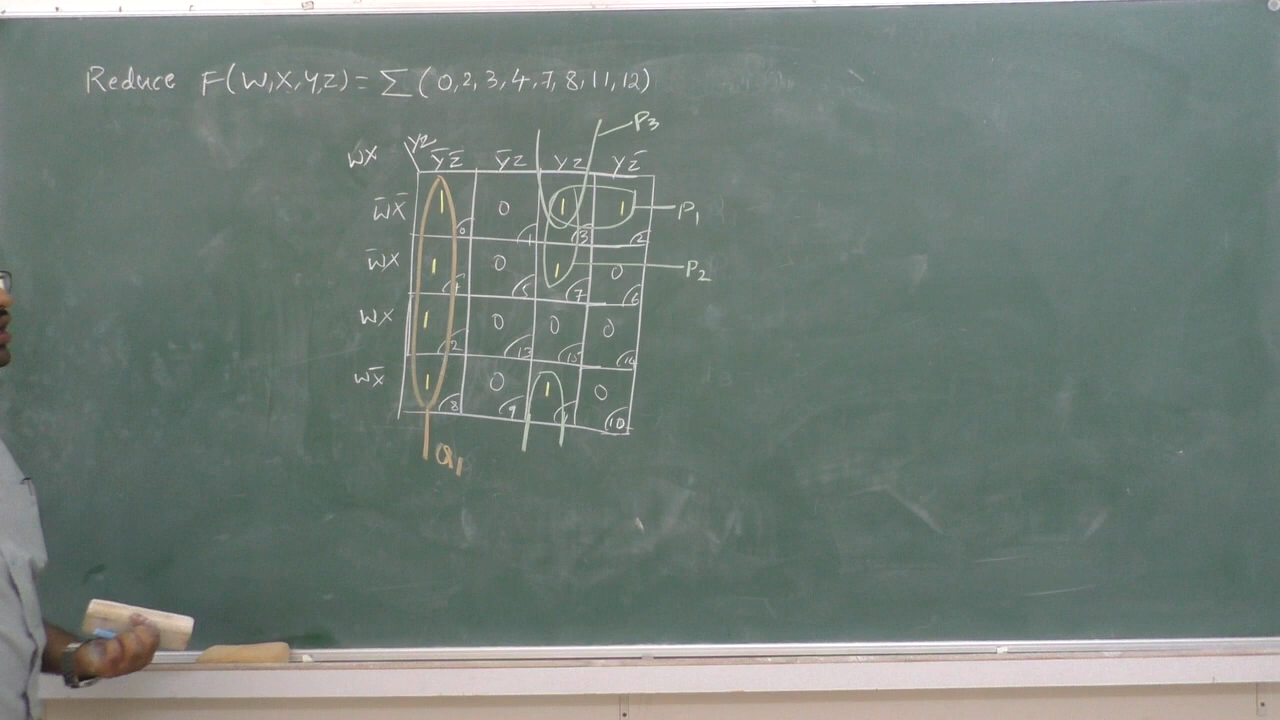 Reduce F(W,X,Y,Z) = ∑ (0,2,3,4,7,8,11,12)
P3
WX YZ Y̅Z̅ Y̅Z YZ YZ̅
W̅X̅ 1 0 1 1 P1
0 1 3 2
W̅X 1 0 1 0 P2
4 5 7 6
WX 1 0 0 0
12 13 15 14
WX̅ 1 0 1 0
8 9 11 10
Q1